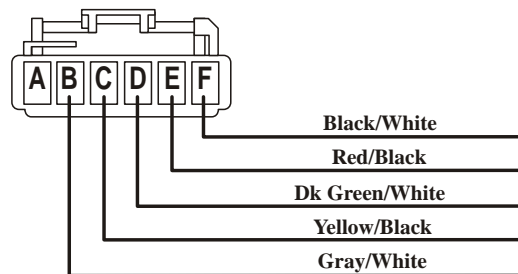 A B C D E F
Black/White
Red/Black
Dk Green/White
Yellow/Black
Gray/White